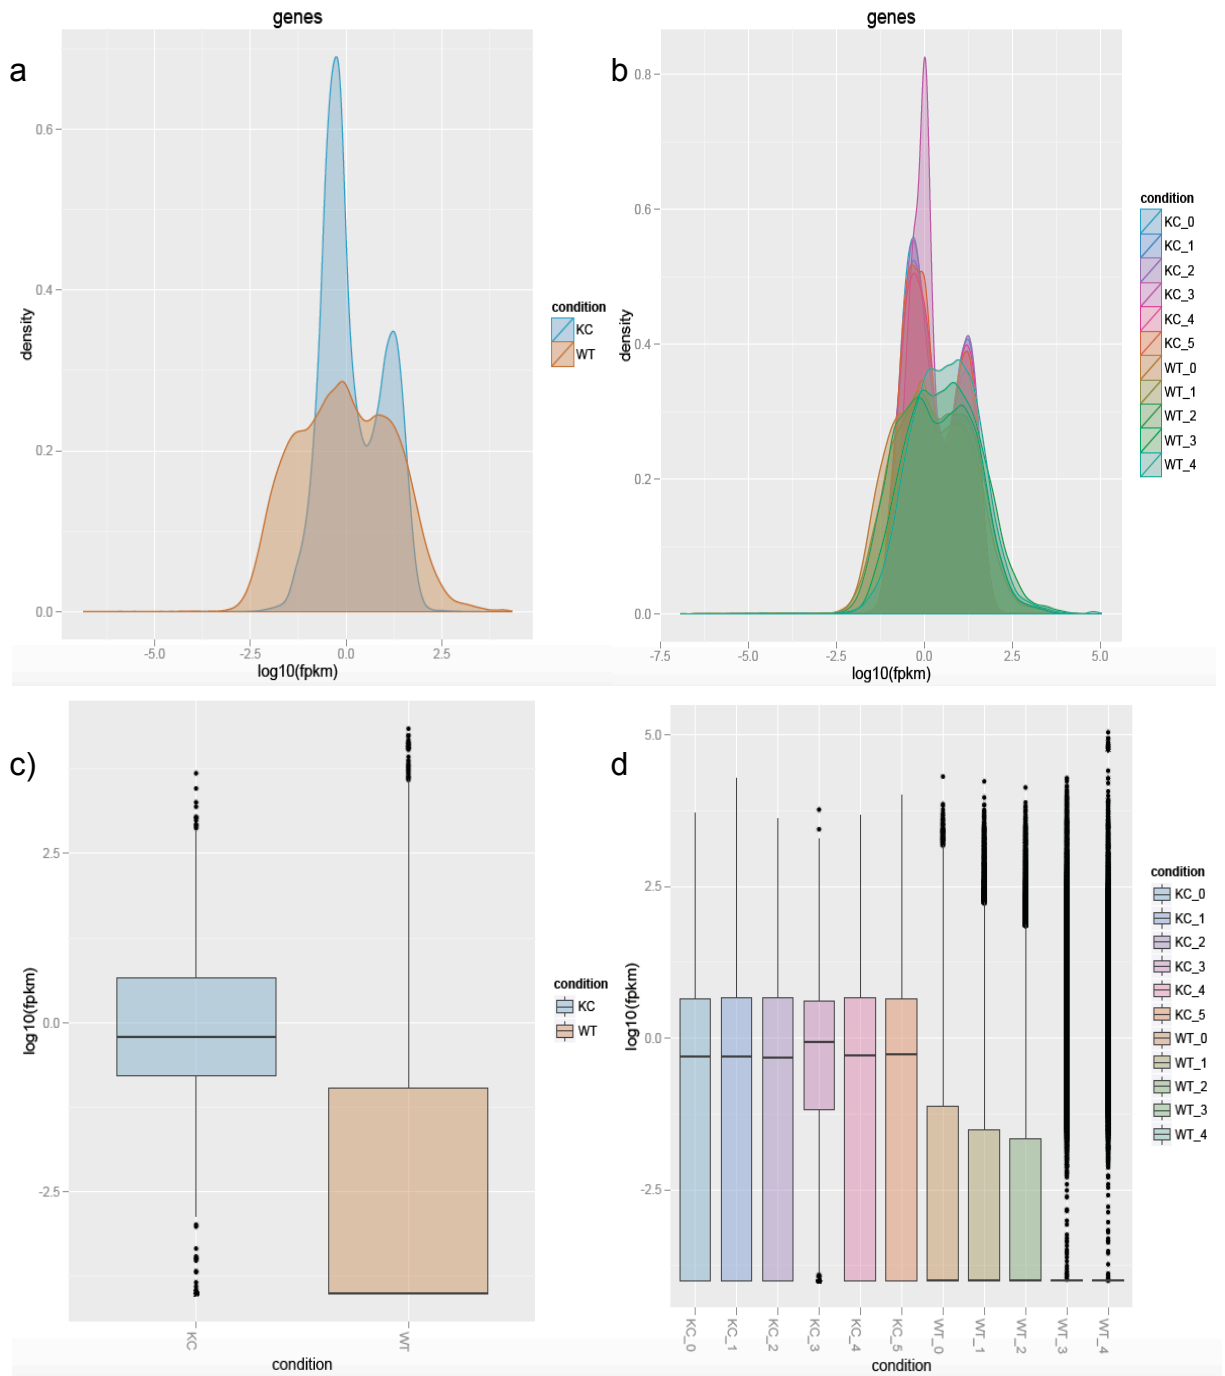 genes
a
0.6
0.4
0.2
0.0
density
-5.0
-2.5
0.0
2.5
log10(fpkm)
condition
KC
WT
genes
b
0.8
0.6
0.4
0.2
0.0
density
-7.5
-5.0
-2.5
0.0
2.5
5.0
log10(fpkm)
condition
KC_0
KC_1
KC_2
KC_3
KC_4
KC_5
WT_0
WT_1
WT_2
WT_3
WT_4
c)
2.5
0.0
-2.5
log10(fpkm)
KC
WT
condition
condition
KC
WT
d
5.0
2.5
0.0
-2.5
log10(fpkm)
KC_0
KC_1
KC_2
KC_3
KC_4
KC_5
WT_0
WT_1
WT_2
WT_3
WT_4
condition
condition
KC_0
KC_1
KC_2
KC_3
KC_4
KC_5
WT_0
WT_1
WT_2
WT_3
WT_4